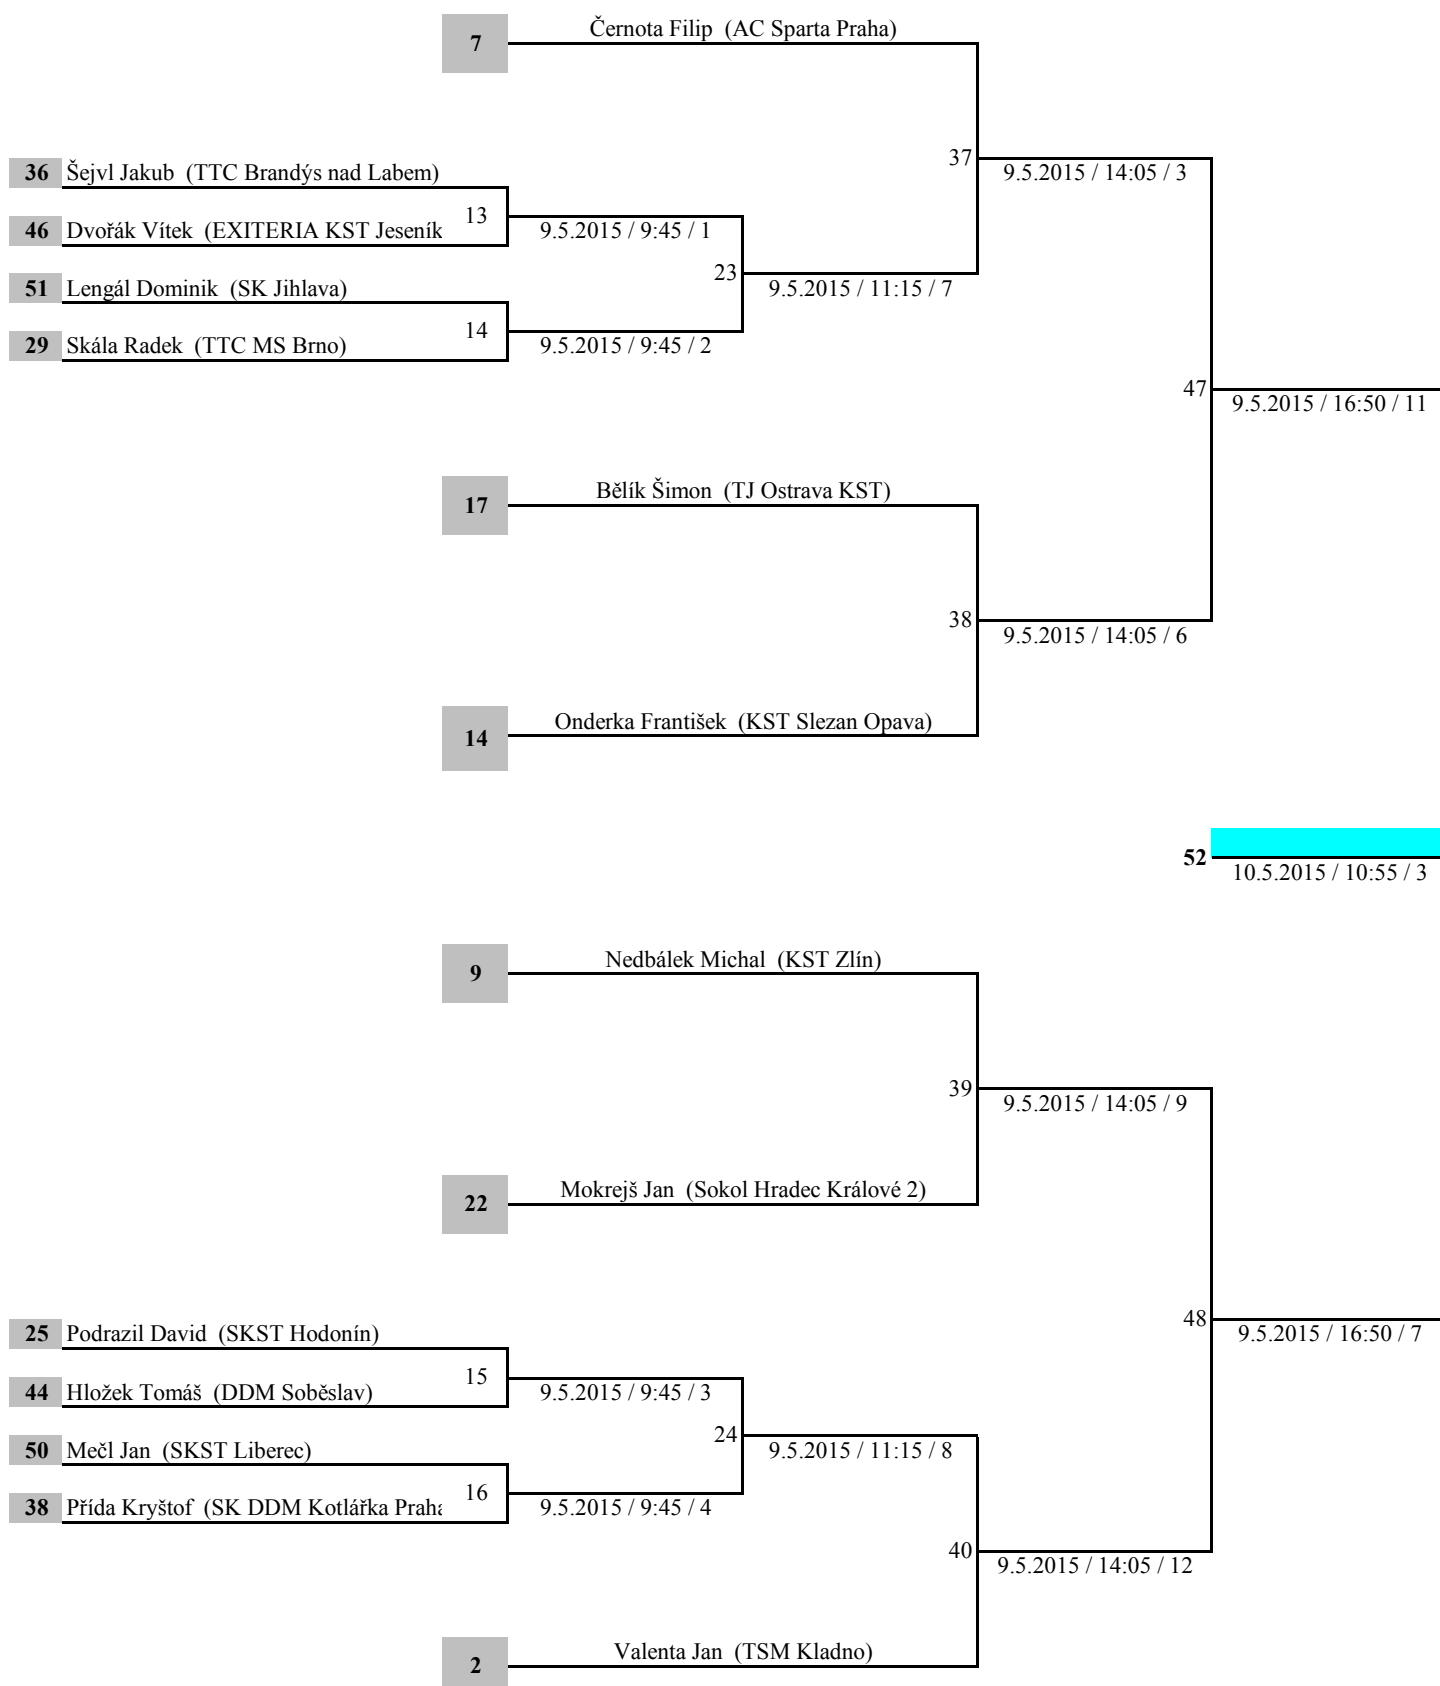 7 Černota Filip (AC Sparta Praha)
37
9.5.2015 / 14:05 / 3
36 Šejvl Jakub (TTC Brandýs nad Labem)
13
9.5.2015 / 9:45 / 1
46 Dvořák Vítek (EXITERIA KST Jeseník
23
9.5.2015 / 11:15 / 7
51 Lengál Dominik (SK Jihlava)
14
9.5.2015 / 9:45 / 2
29 Skála Radek (TTC MS Brno)
47
9.5.2015 / 16:50 / 11
17 Bělík Šimon (TJ Ostrava KST)
38
9.5.2015 / 14:05 / 6
14 Onderka František (KST Slezan Opava)
52
10.5.2015 / 10:55 / 3
9 Nedbálek Michal (KST Zlín)
39
9.5.2015 / 14:05 / 9
22 Mokrejš Jan (Sokol Hradec Králové 2)
48
9.5.2015 / 16:50 / 7
25 Podrazil David (SKST Hodonín)
15
9.5.2015 / 9:45 / 3
44 Hložek Tomáš (DDM Soběslav)
24
9.5.2015 / 11:15 / 8
50 Mečl Jan (SKST Liberec)
16
9.5.2015 / 9:45 / 4
38 Přída Kryštof (SK DDM Kotlářka Praha
40
9.5.2015 / 14:05 / 12
2 Valenta Jan (TSM Kladno)